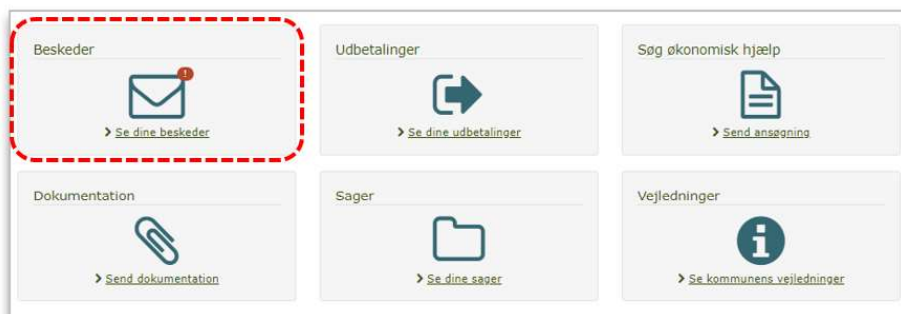 Beskeder
!
> Se dine beskeder
Udbetalinger
> Se dine udbetalinger
Søg økonomisk hjælp
> Send ansøgning
Dokumentation
> Send dokumentation
Sager
> Se dine sager
Vejledninger
> Se kommunens vejledninger